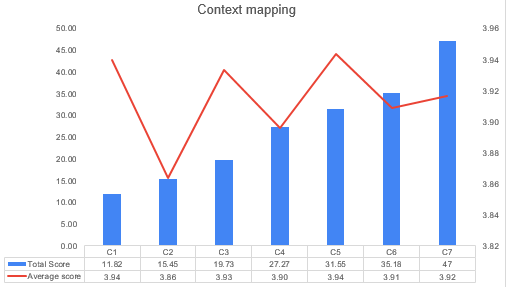 Context mapping
50.00 3.96
45.00 3.94
40.00 3.92
35.00 3.90
30.00 3.88
25.00 3.86
20.00 3.84
15.00 3.82
10.00
5.00
0.00
C1 C2 C3 C4 C5 C6 C7
Total Score 11.82 15.45 19.73 27.27 31.55 35.18 47
Average score 3.94 3.86 3.93 3.90 3.94 3.91 3.92